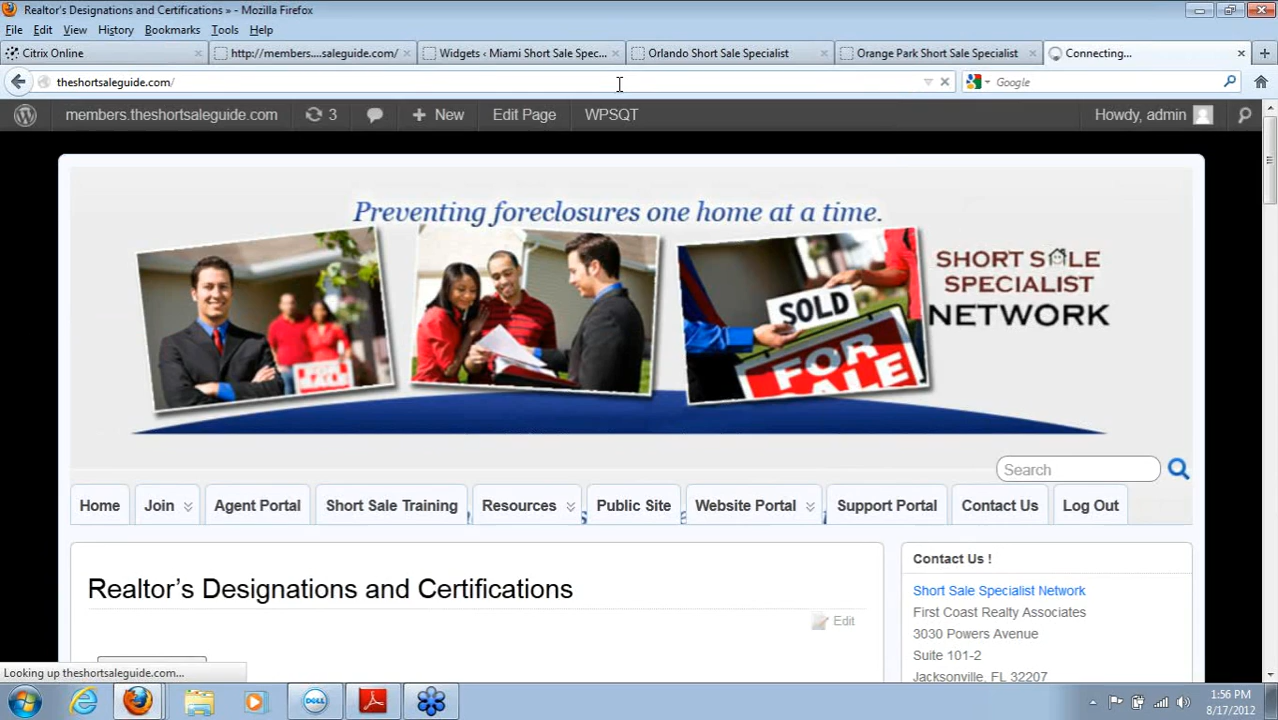 Realtor's Designations and Certifications » - Mozilla Firefox
File Edit View History Bookmarks Tools Help
Citrix Online
http://members....saleguide.com/
Widgets ‹ Miami Short Sale Spec...
Orlando Short Sale Specialist
Orange Park Short Sale Specialist
Connecting...
theshortsaleguide.com/
Google
members.theshortsaleguide.com 3 New Edit Page WPSQT Howdy, admin
Preventing foreclosures one home at a time.
SOLD
FOR SALE
SHORT SALE
SPECIALIST
NETWORK
Search
Home Join Agent Portal Short Sale Training Resources Public Site Website Portal Support Portal Contact Us Log Out
Realtor’s Designations and Certifications
Edit
Contact Us !
Short Sale Specialist Network
First Coast Realty Associates
3030 Powers Avenue
Suite 101-2
Jacksonville, FL 32207
Looking up theshortsaleguide.com...
1:56 PM
8/17/2012